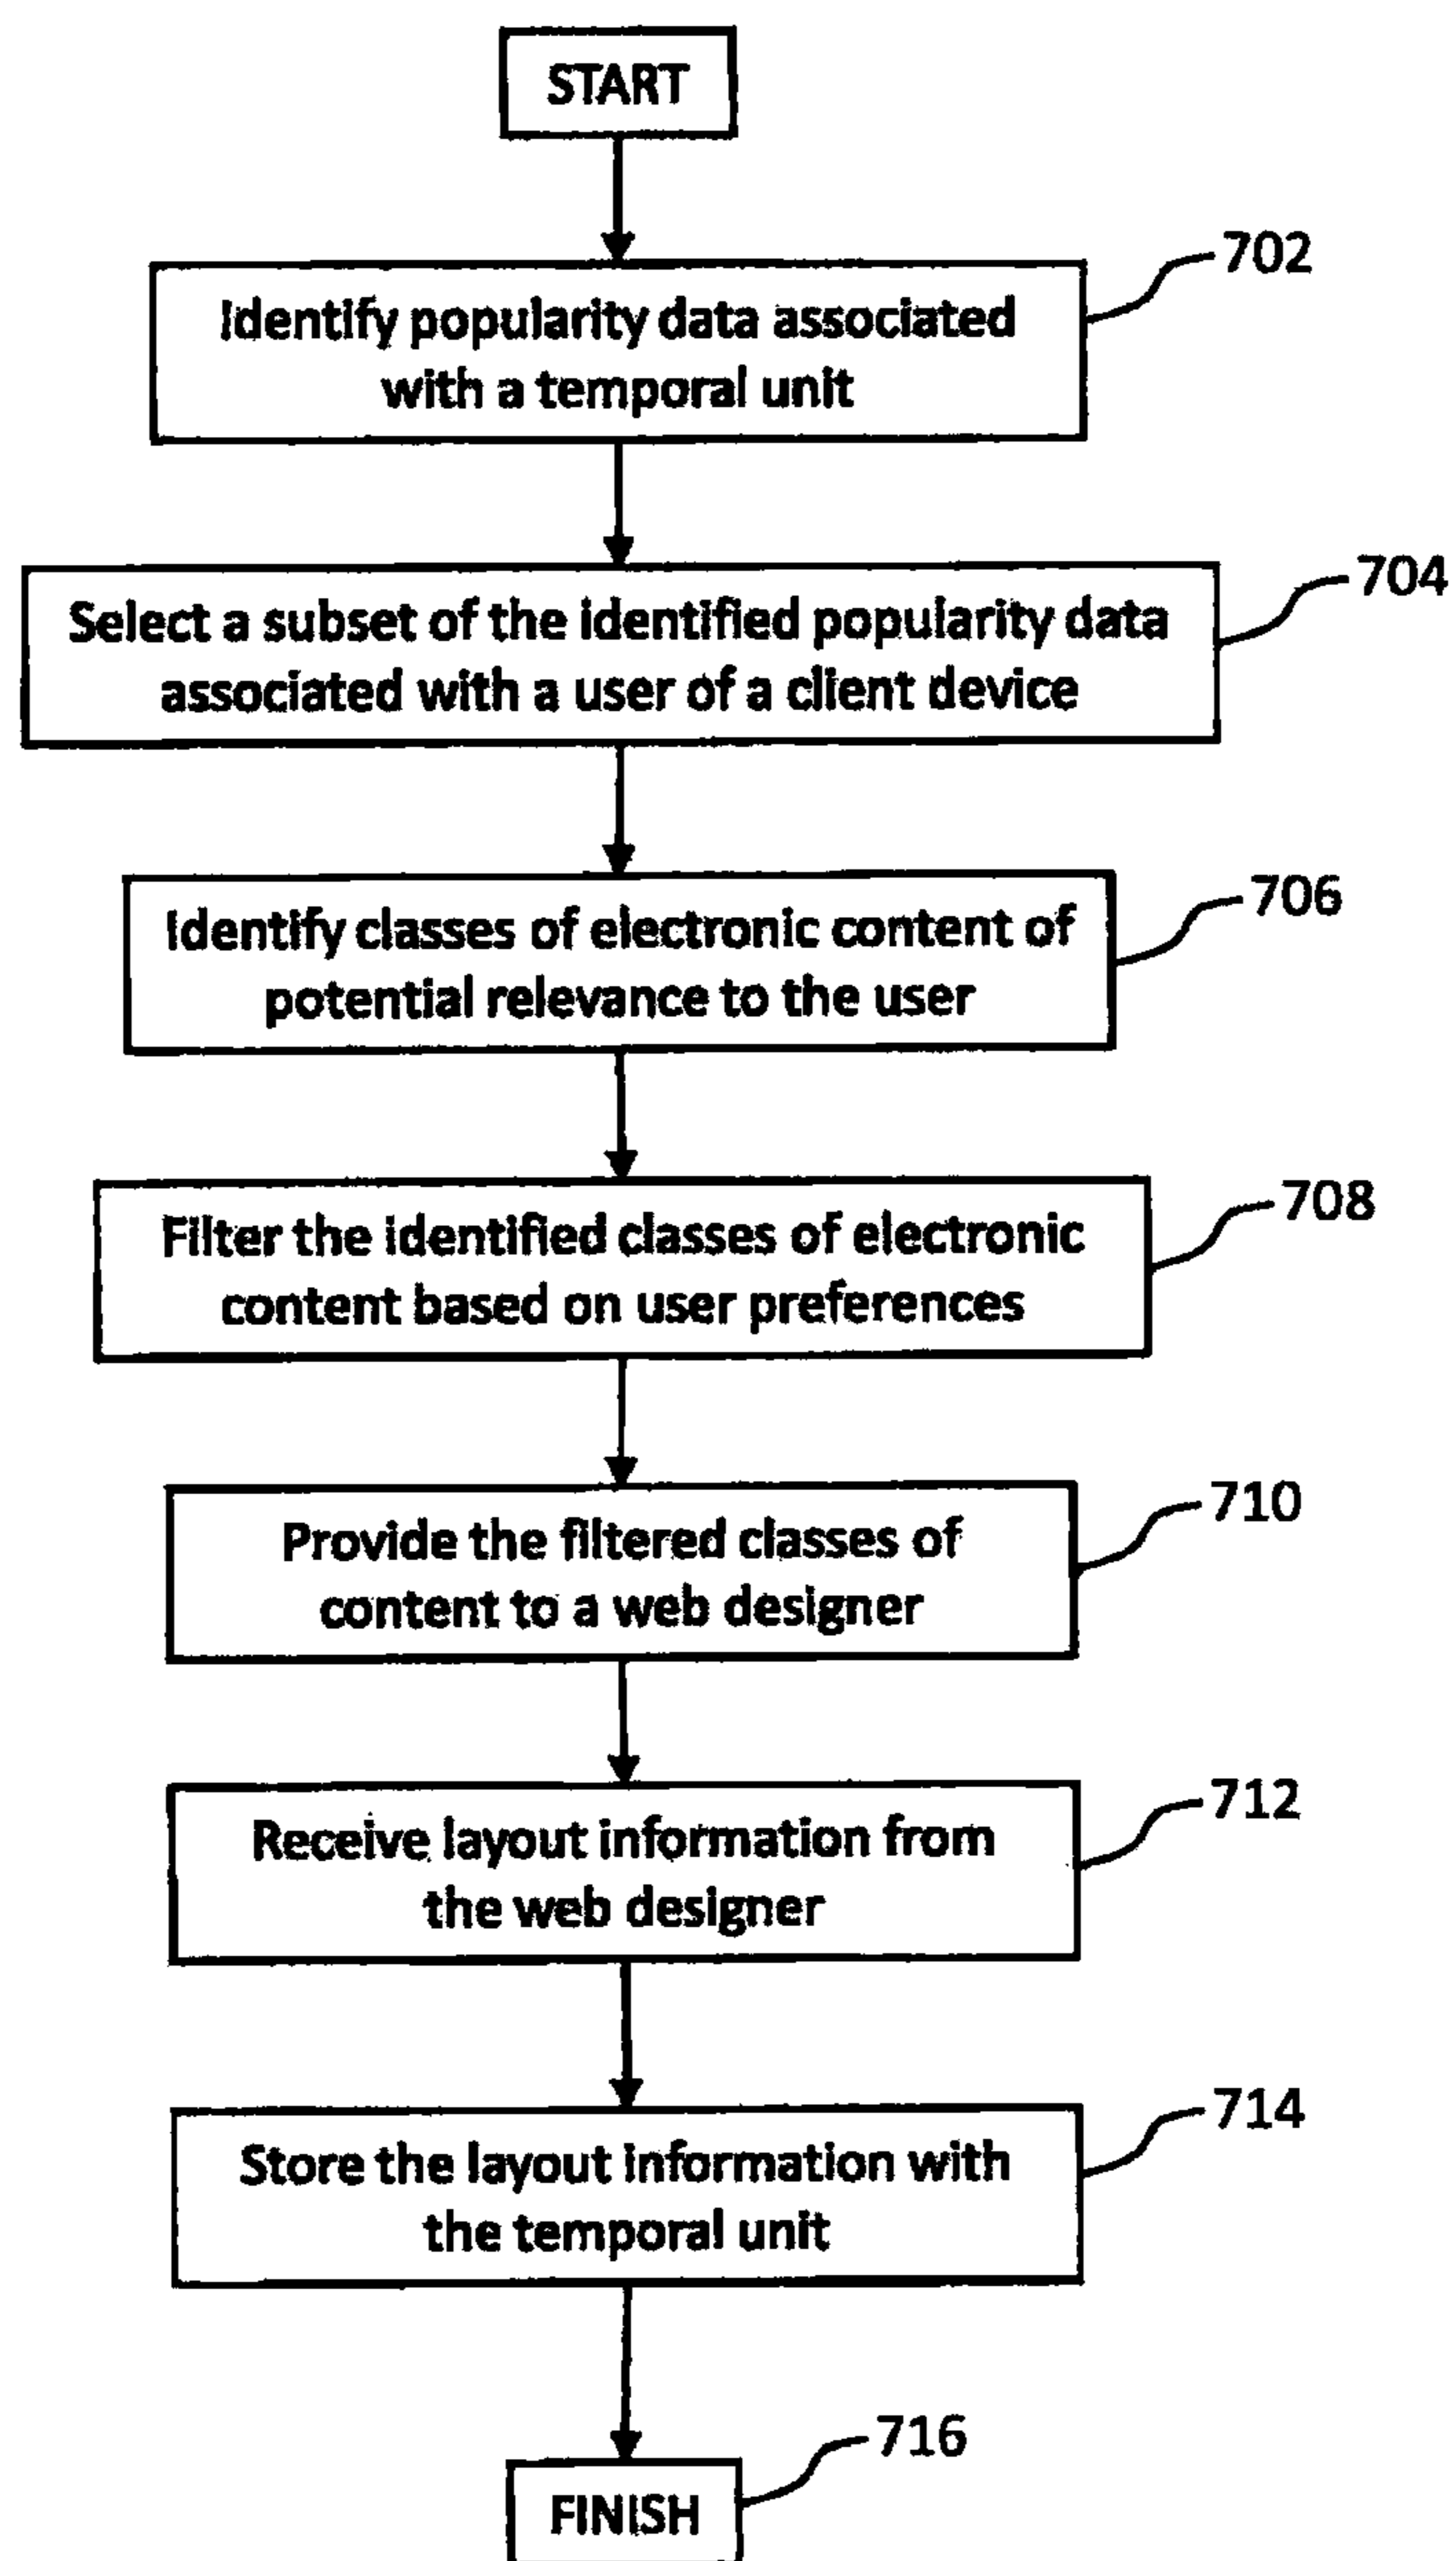 START
702
Identify popularity data associated
with a temporal unit
704
Select a subset of the identified popularity data
associated with a user of a client device
706
Identify classes of electronic content of
potential relevance to the user
708
Filter the identified classes of electronic
content based on user preferences
710
Provide the filtered classes of
content to a web designer
712
Receive layout information from
the web designer
714
Store the layout information with
the temporal unit
716
FINISH